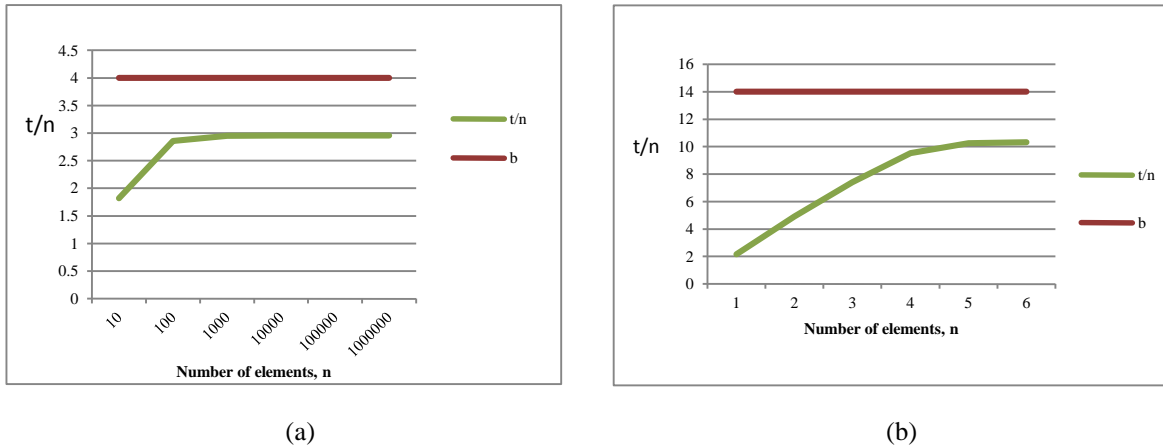 4.5
4
3.5
3
2.5
2
1.5
1
0.5
0
t/n
10
100
1000
10000
100000
1000000
Number of elements, n
t/n
b
(a)
16
14
12
10
8
6
4
2
0
t/n
1 2 3 4 5 6
Number of elements, n
t/n
b
(b)